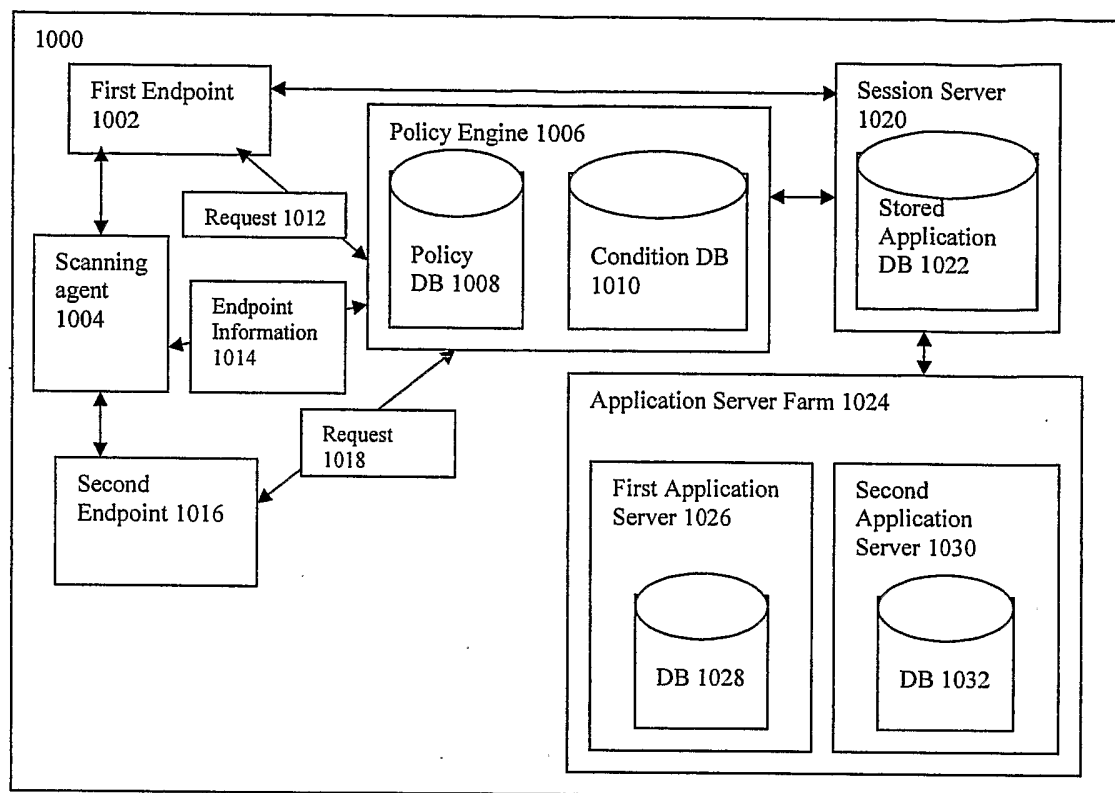 1000
First Endpoint
1002
Session Server
1020
Policy Engine 1006
Request 1012
Stored
Application
DB 1022
Policy
DB 1008
Condition DB
1010
Scanning
agent
1004
Endpoint
Information
1014
Application Server Farm 1024
Request
1018
Second
Endpoint 1016
First Application
Server 1026
Second
Application
Server 1030
DB 1028
DB 1032